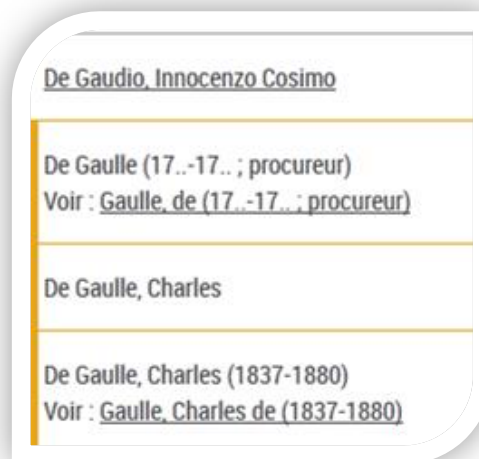 De Gaudio, Innocenzo Cosimo
De Gaulle (17..-17.. ; procureur)
Voir : Gaulle, de (17..-17.. ; procureur)
De Gaulle, Charles
De Gaulle, Charles (1837-1880)
Voir : Gaulle, Charles de (1837-1880)